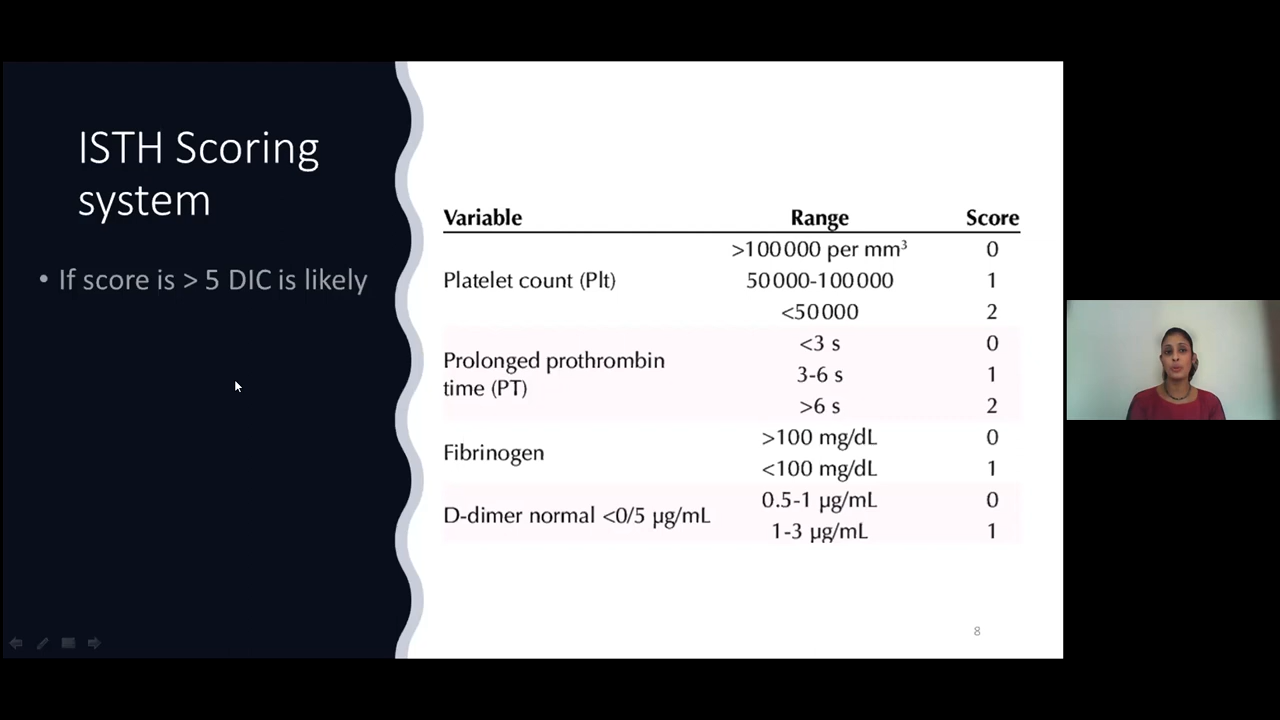 ISTH Scoring
system
• If score is > 5 DIC is likely
Variable Range Score
>100 000 per mm³ 0
Platelet count (Plt) 50 000-100 000 1
<50 000 2
<3 s 0
Prolonged prothrombin
time (PT) 3-6 s 1
>6 s 2
>100 mg/dL 0
Fibrinogen
<100 mg/dL 1
0.5-1 µg/mL 0
D-dimer normal <0/5 µg/mL
1-3 µg/mL 1
8